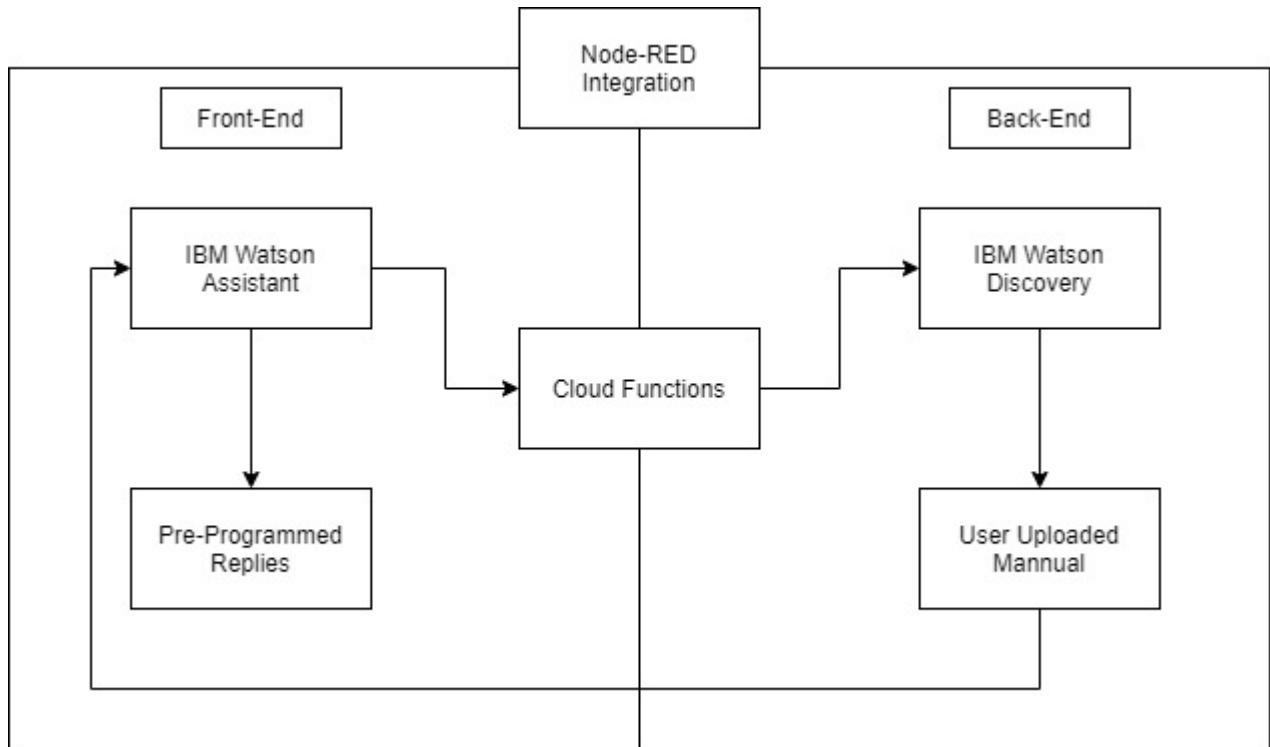 Node-RED
Integration
Front-End
Back-End
IBM Watson
Assistant
IBM Watson
Discovery
Cloud Functions
Pre-Programmed
Replies
User Uploaded
Mannual